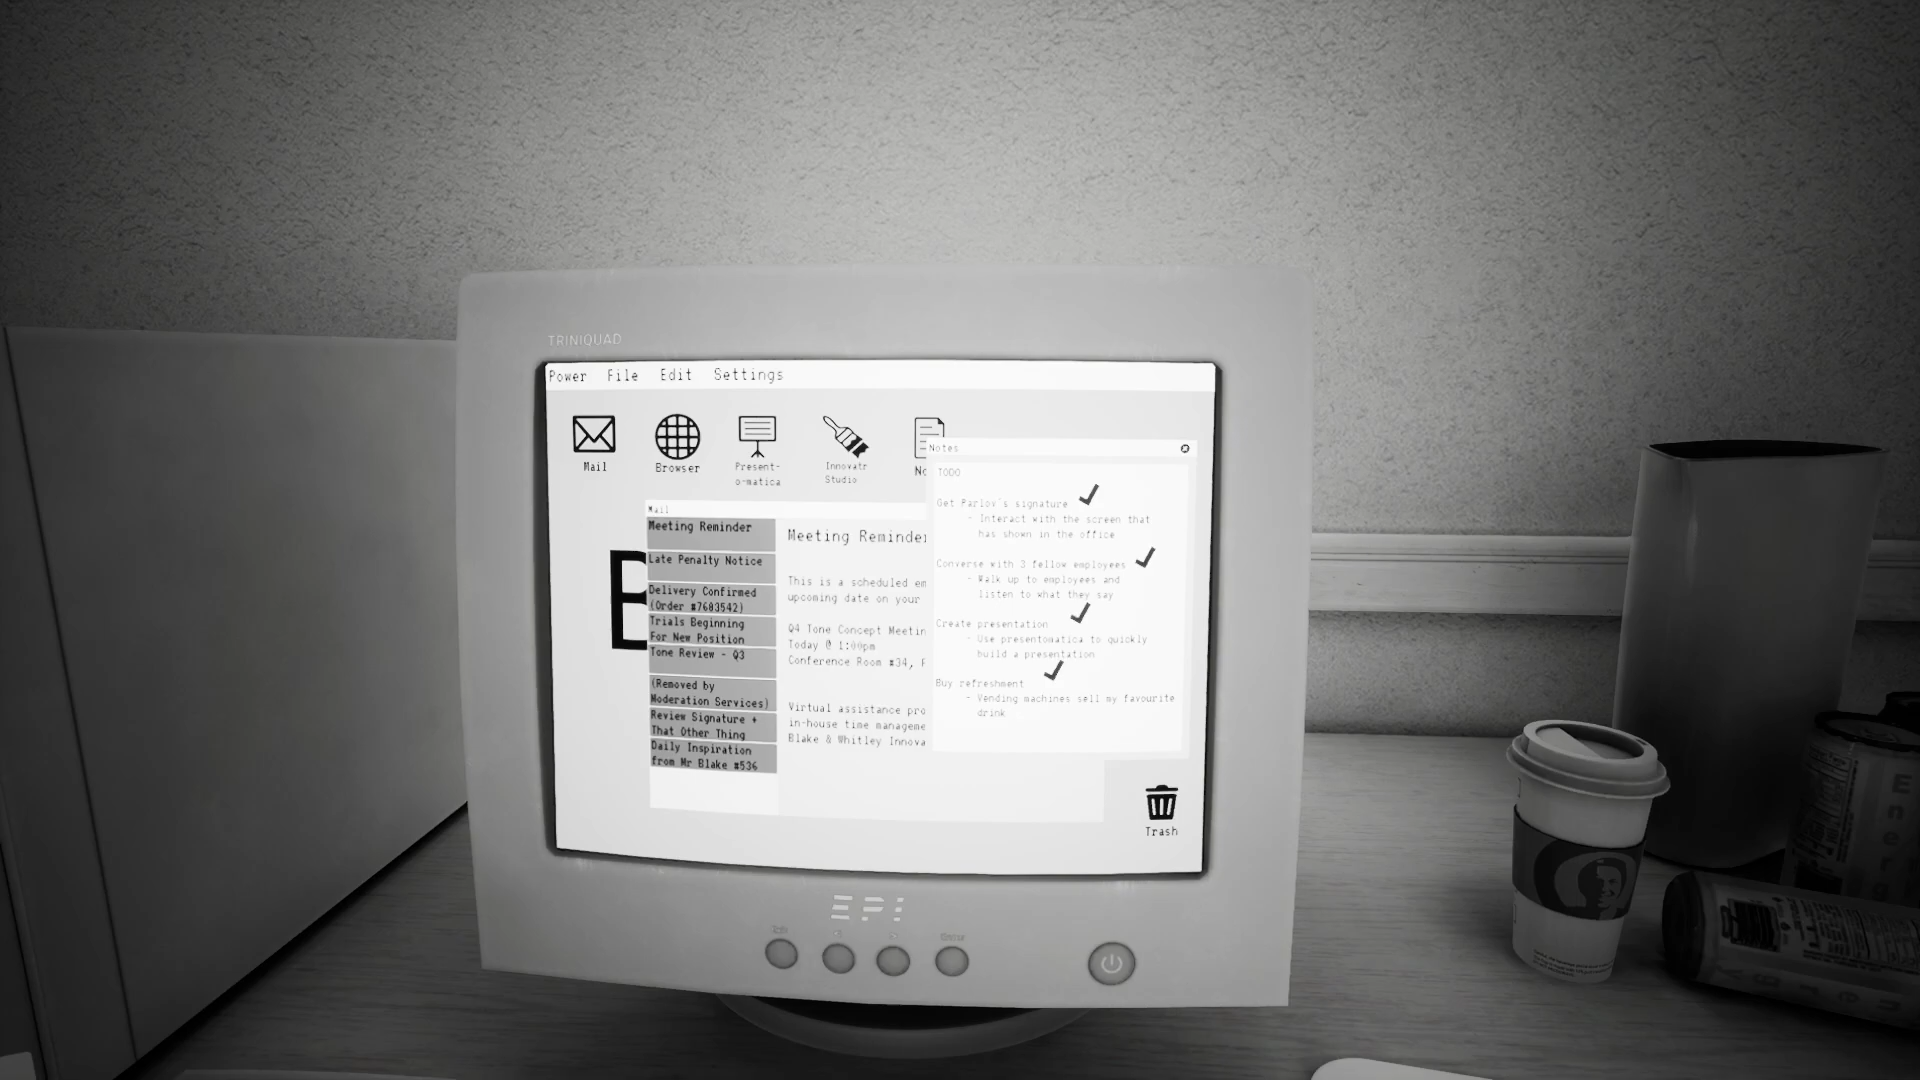 TRINIQUAD
Power File Edit Settings
Mail
Browser
Present-
o-matica
Innovatr
Studio
No
Notes
TODO
Get Parlov's signature
- Interact with the screen that
has shown in the office
Converse with 3 fellow employees
- Walk up to employees and
listen to what they say
Create presentation
- Use presentomatica to quickly
build a presentation
Buy refreshment
- Vending machines sell my favourite
drink
Mail
Meeting Reminder
Late Penalty Notice
Delivery Confirmed
(Order #7603542)
Trials Beginning
For New Position
Tone Review - Q3
(Removed by
Moderation Services)
Review Signature +
That Other Thing
Daily Inspiration
from Mr Blake #536
Meeting Reminder
This is a scheduled em
upcoming date on your
Q4 Tone Concept Meetin
Today @ 1:00pm
Conference Room #34, F
Virtual assistance pro
in-house time manageme
Blake & Whitley Innova
B
Trash
EPI
Energ